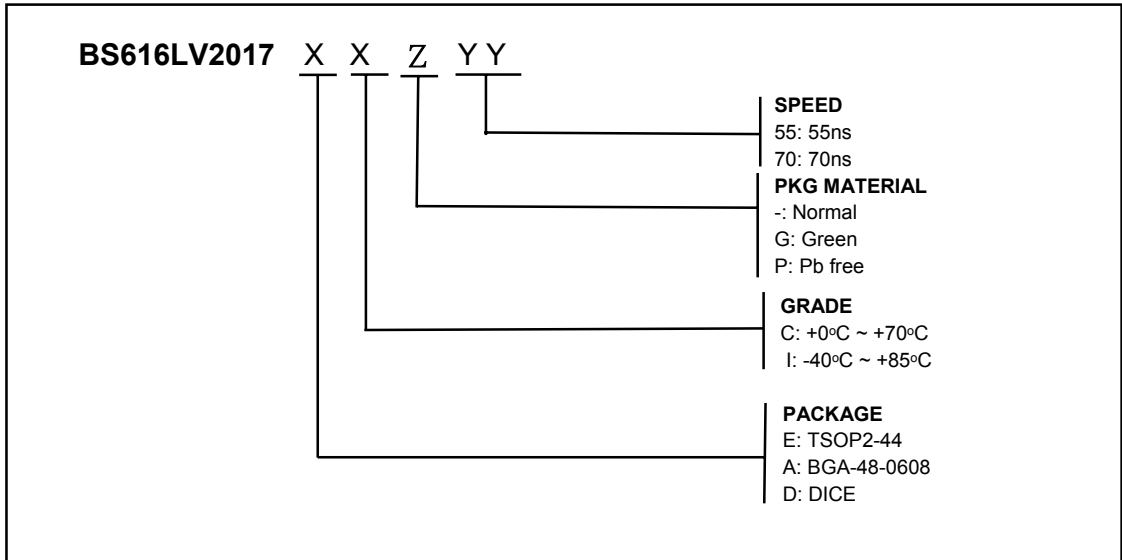 BS616LV2017 X X Z Y Y
SPEED
55: 55ns
70: 70ns
PKG MATERIAL
-: Normal
G: Green
P: Pb free
GRADE
C: +0oC ~ +70oC
I: -40oC ~ +85oC
PACKAGE
E: TSOP2-44
A: BGA-48-0608
D: DICE